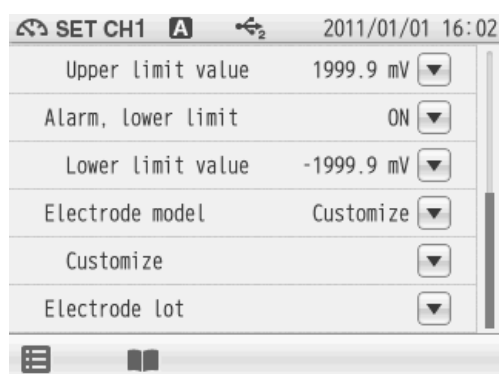 SET CH1 A 2 2011/01/01 16:02
Upper limit value 1999.9 mV
Alarm, lower limit ON
Lower limit value -1999.9 mV
Electrode model Customize
Customize
Electrode lot